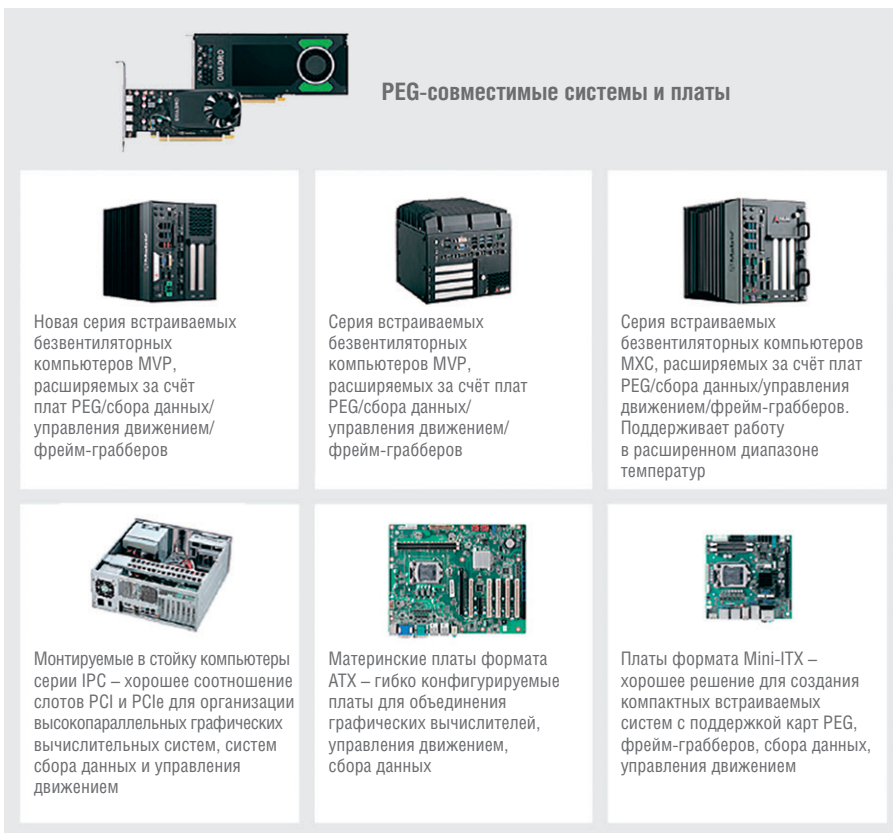 QUADRO
QUADRO
PEG-совместимые системы и платы
Новая серия встраиваемых
безвентиляторных
компьютеров MVP,
расширяемых за счёт
плат PEG/сбора данных/
управления движением/
фрейм-грабберов
Серия встраиваемых
безвентиляторных
компьютеров MVP,
расширяемых за счёт плат
PEG/сбора данных/
управления движением/
фрейм-грабберов
Серия встраиваемых
безвентиляторных компьютеров
MXC, расширяемых за счёт плат
PEG/сбора данных/управления
движением/фрейм-грабберов.
Поддерживает работу
в расширенном диапазоне
температур
Монтируемые в стойку компьютеры
серии IPC – хорошее соотношение
слотов PCI и PCIe для организации
высокопараллельных графических
вычислительных систем, систем
сбора данных и управления
движением
Материнские платы формата
ATX – гибко конфигурируемые
платы для объединения
графических вычислителей,
управления движением,
сбора данных
Платы формата Mini-ITX –
хорошее решение для создания
компактных встраиваемых
систем с поддержкой карт PEG,
фрейм-грабберов, сбора данных,
управления движением